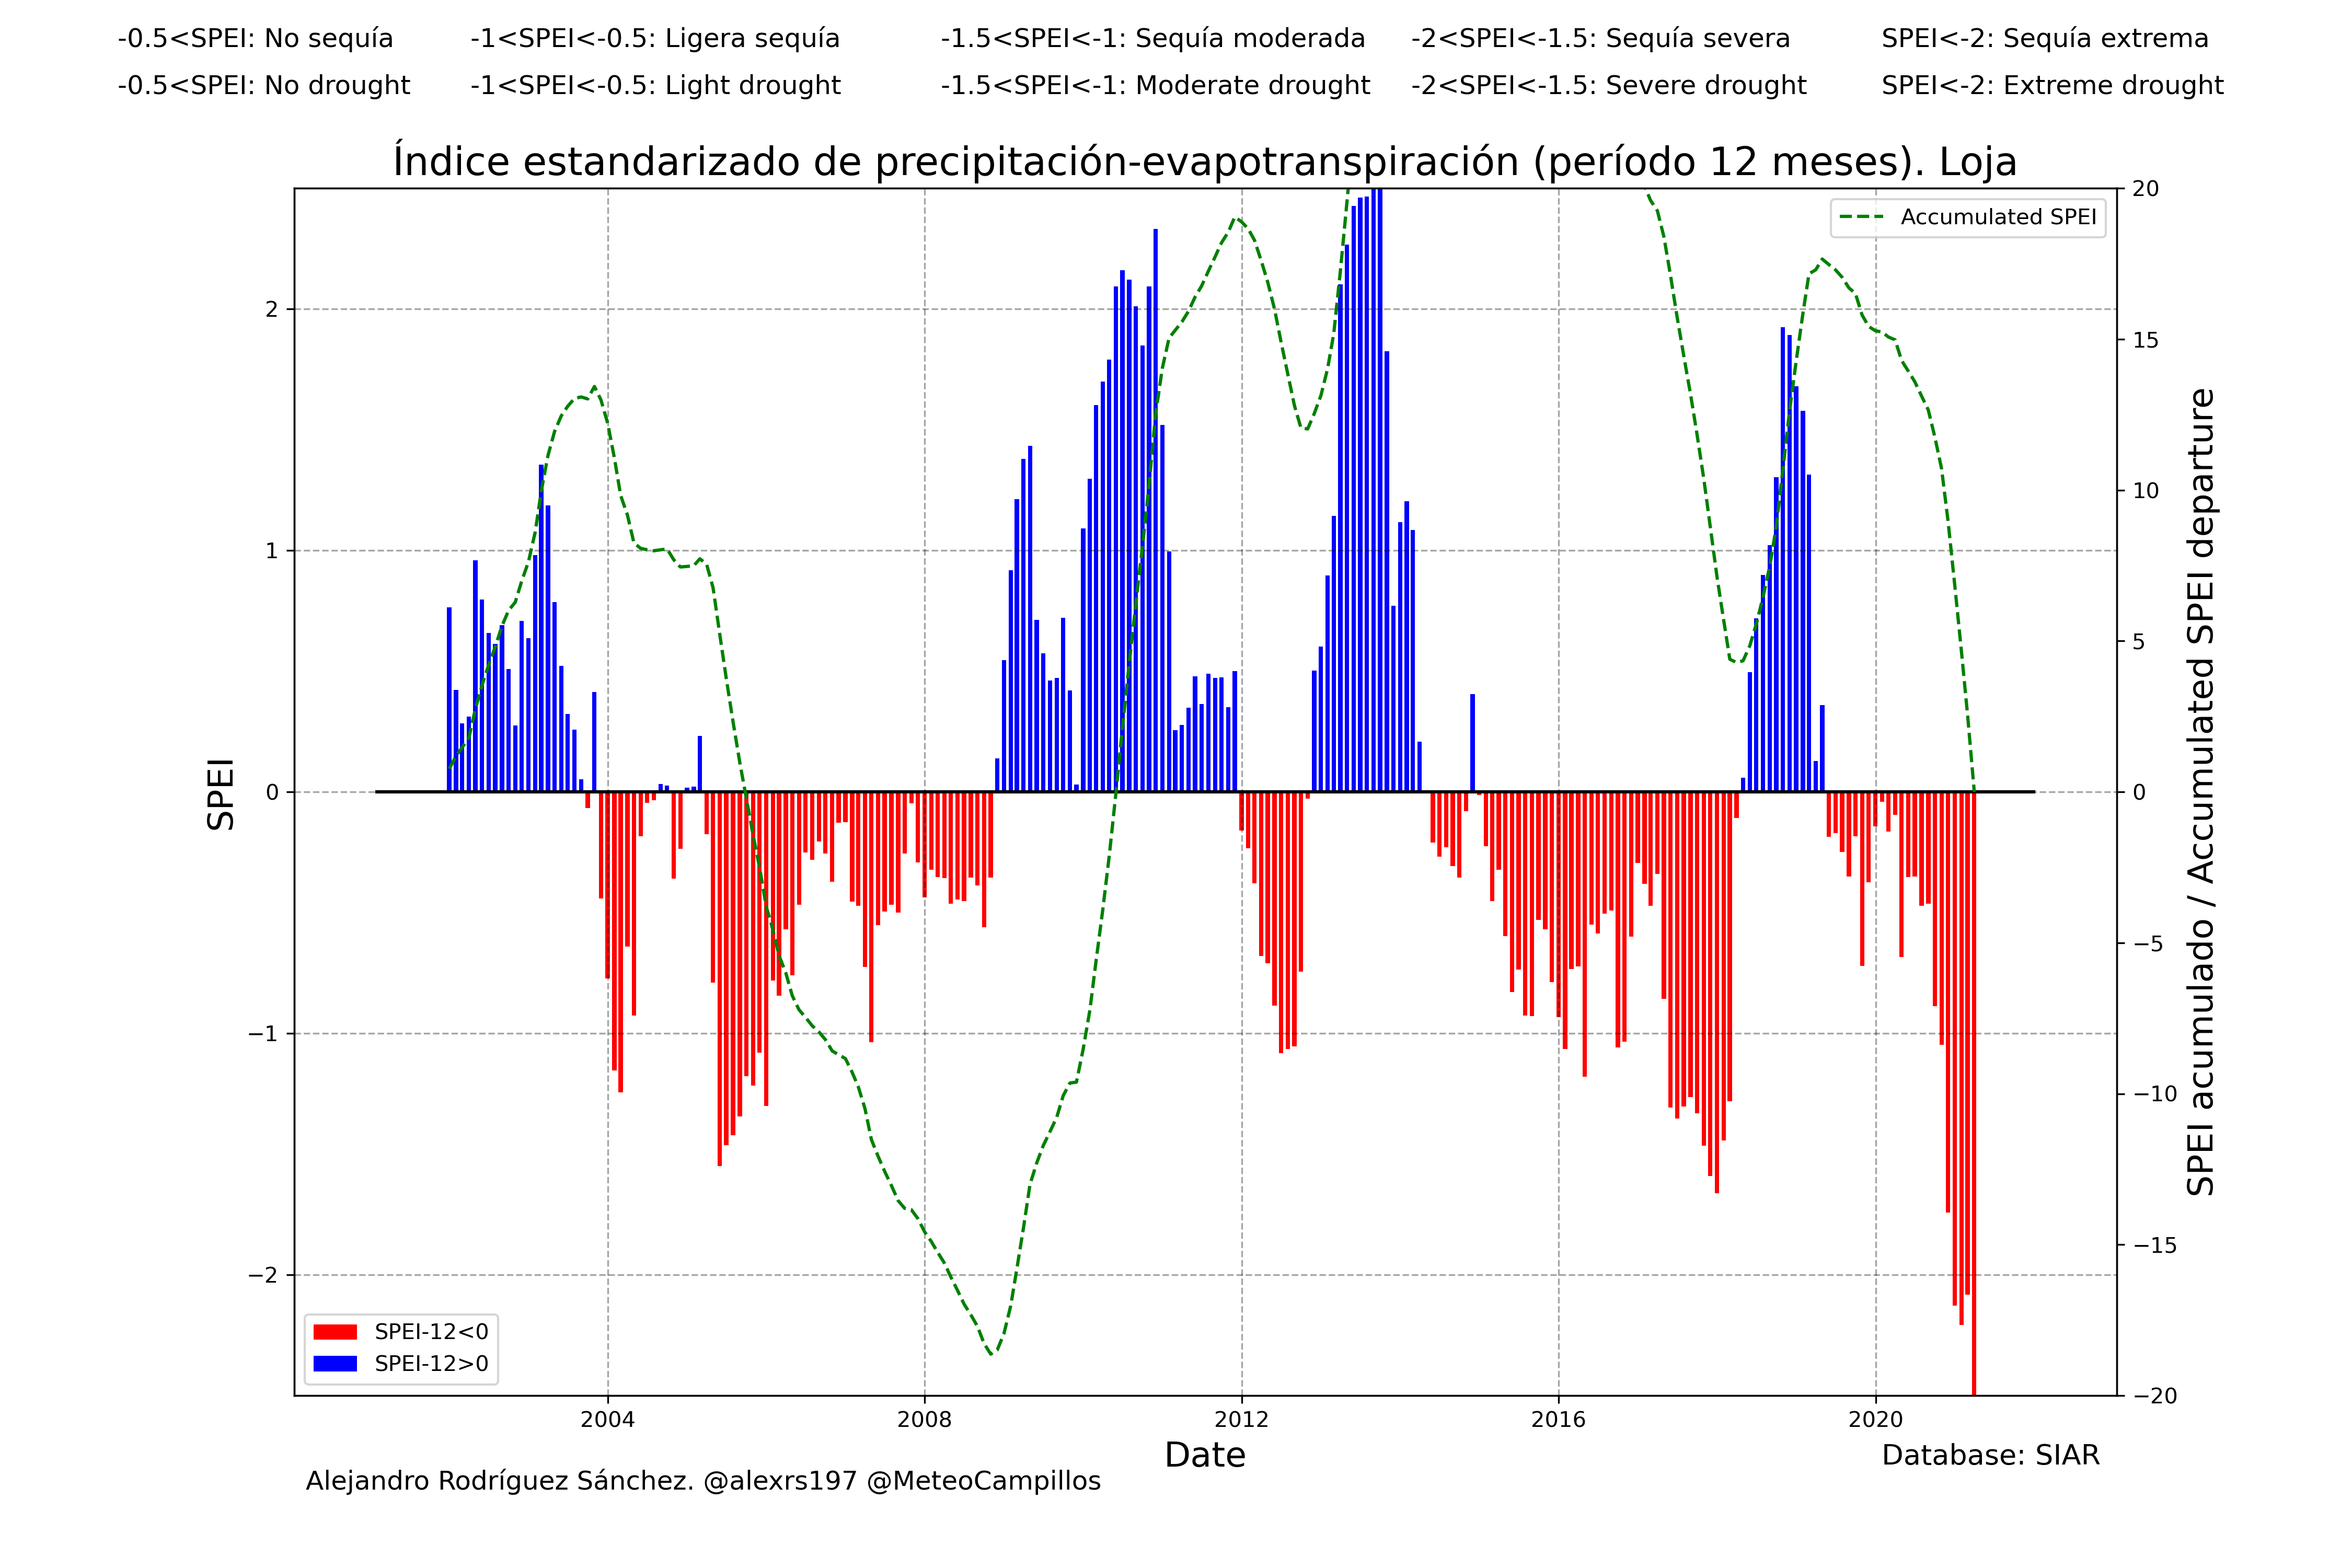 -0.5<SPEI: No sequía -1<SPEI<-0.5: Ligera sequía -1.5<SPEI<-1: Sequía moderada -2<SPEI<-1.5: Sequía severa SPEI<-2: Sequía extrema
-0.5<SPEI: No drought -1<SPEI<-0.5: Light drought -1.5<SPEI<-1: Moderate drought -2<SPEI<-1.5: Severe drought SPEI<-2: Extreme drought
Índice estandarizado de precipitación-evapotranspiración (período 12 meses). Loja
SPEI
2
1
0
−1
−2
Accumulated SPEI
20
15
10
5
0
−5
−10
−15
−20
SPEI acumulado / Accumulated SPEI departure
SPEI-12<0
SPEI-12>0
2004 2008 2012 2016 2020
Date
Database: SIAR
Alejandro Rodríguez Sánchez. @alexrs197 @MeteoCampillos